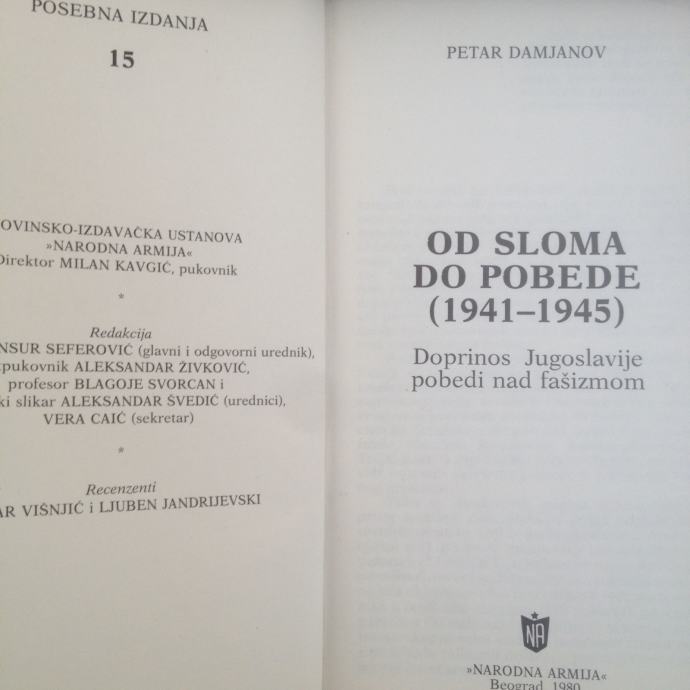 POSEBNA IZDANJA
15
OVINSKO-IZDAVAČKA USTANOVA
»NARODNA ARMIJA«
Direktor MILAN KAVGIĆ, pukovnik
*
Redakcija
NSUR SEFEROVIĆ (glavni i odgovorni urednik),
pukovnik ALEKSANDAR ŽIVKOVIĆ,
profesor BLAGOJE SVORCAN i
ki slikar ALEKSANDAR ŠVEDIĆ (urednici),
VERA CAIĆ (sekretar)
*
Recenzenti
AR VIŠNJIĆ i LJUBEN JANDRIJEVSKI
PETAR DAMJANOV
OD SLOMA
DO POBEDE
(1941–1945)
Doprinos Jugoslavije
pobedi nad fašizmom
NA
»NARODNA ARMIJA«
Beograd, 1980.